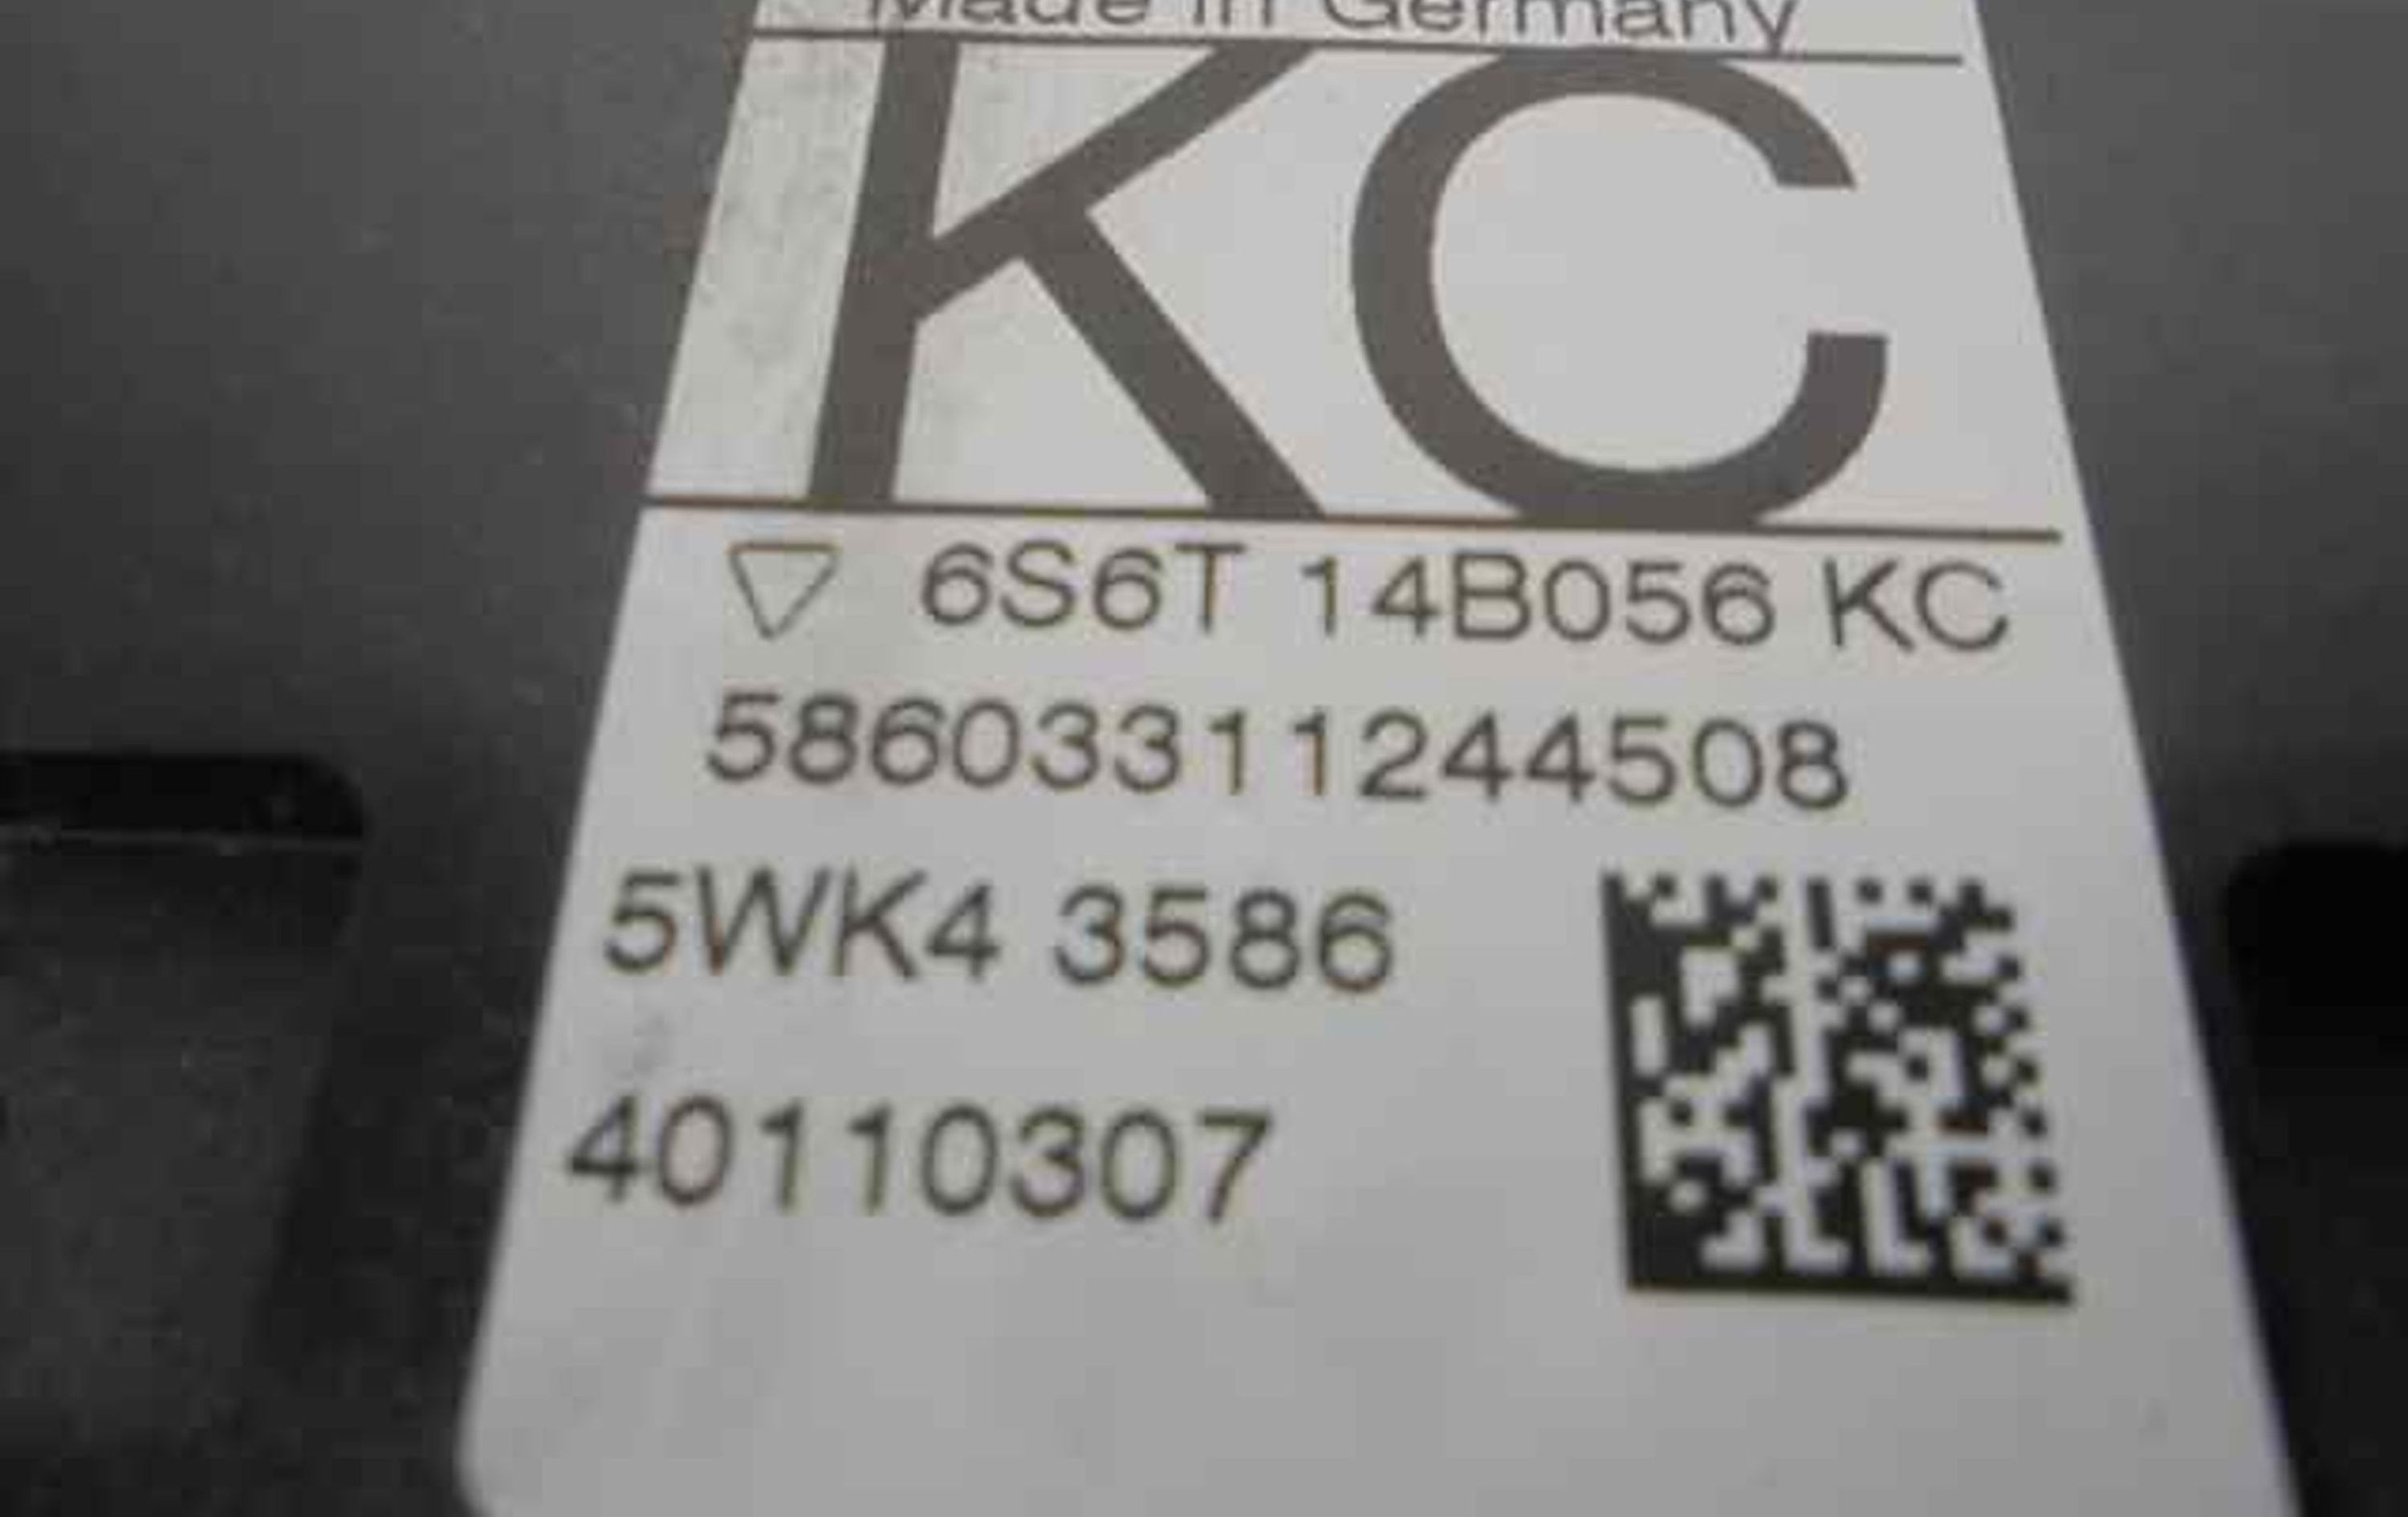 Made in Germany
KC
6S6T 14B056 KC
58603311244508
5WK4 3586
40110307